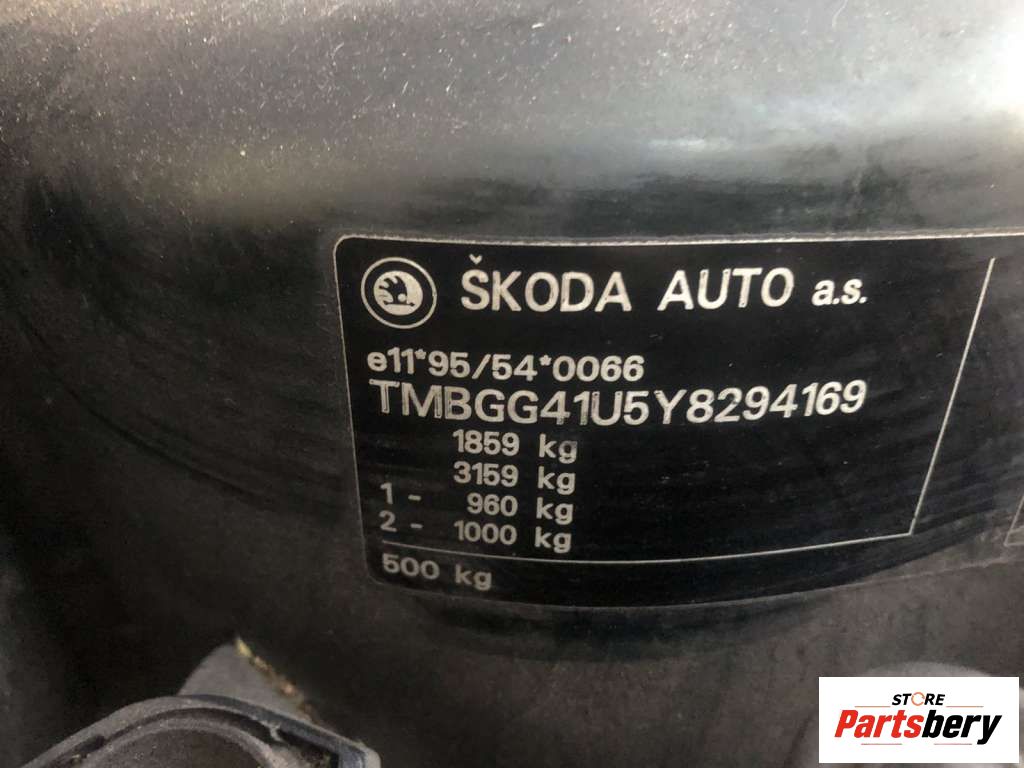 ŠKODA AUTO a.s.
e11*95/54*0066
TMBGG41U5Y8294169
1859 kg
3159 kg
1 - 960 kg
2 - 1000 kg
500 kg
STORE
Partsbery